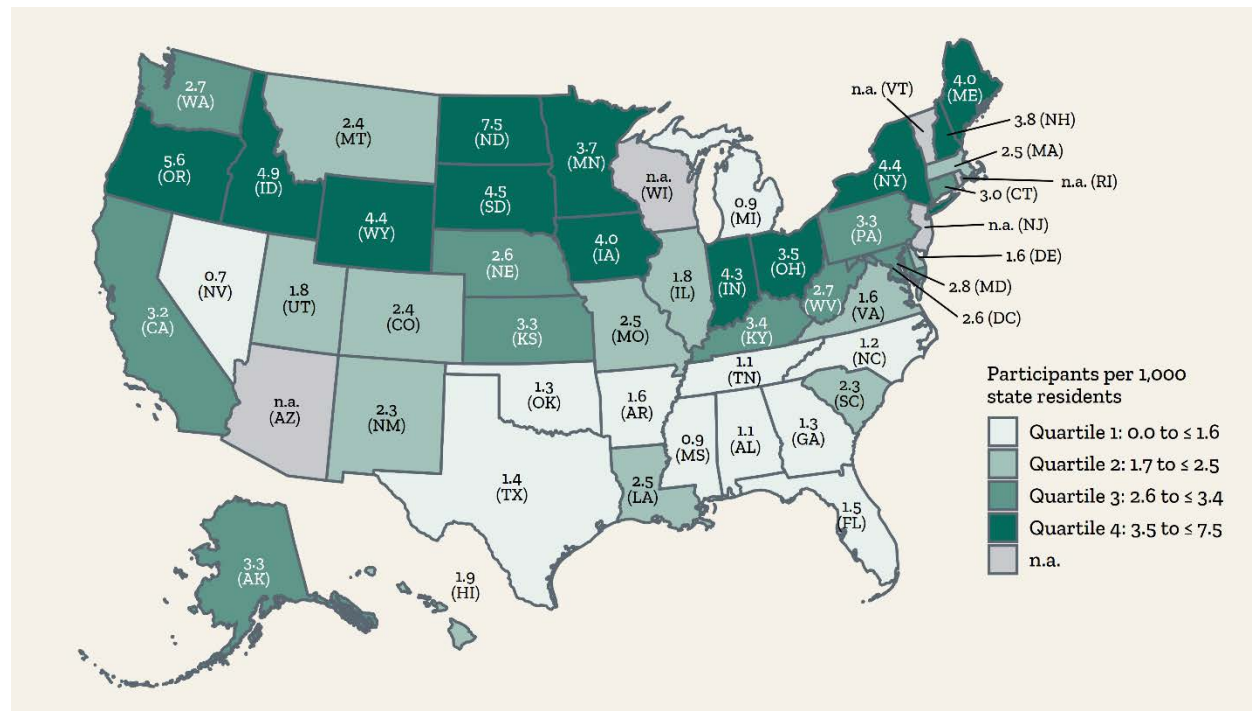 2.7
(WA)
2.4
(MT)
7.5
(ND)
3.7
(MN)
n.a. (VT)
4.0
(ME)
3.8 (NH)
2.5 (MA)
n.a. (RI)
3.0 (CT)
n.a. (NJ)
1.6 (DE)
2.8 (MD)
2.6 (DC)
5.6
(OR)
4.9
(ID)
4.4
(WY)
4.5
(SD)
n.a.
(WI)
0.9
(MI)
4.4
(NY)
3.3
(PA)
4.0
(IA)
2.6
(NE)
0.7
(NV)
1.8
(UT)
2.4
(CO)
3.2
(CA)
3.3
(KS)
2.5
(MO)
1.8
(IL)
4.3
(IN)
3.5
(OH)
2.7
(WV)
1.6
(VA)
3.4
(KY)
1.2
(NC)
1.1
(TN)
2.3
(SC)
n.a.
(AZ)
2.3
(NM)
1.3
(OK)
1.6
(AR)
0.9
(MS)
1.1
(AL)
1.3
(GA)
1.4
(TX)
2.5
(LA)
1.5
(FL)
3.3
(AK)
1.9
(HI)
Participants per 1,000
state residents
Quartile 1: 0.0 to ≤ 1.6
Quartile 2: 1.7 to ≤ 2.5
Quartile 3: 2.6 to ≤ 3.4
Quartile 4: 3.5 to ≤ 7.5
n.a.